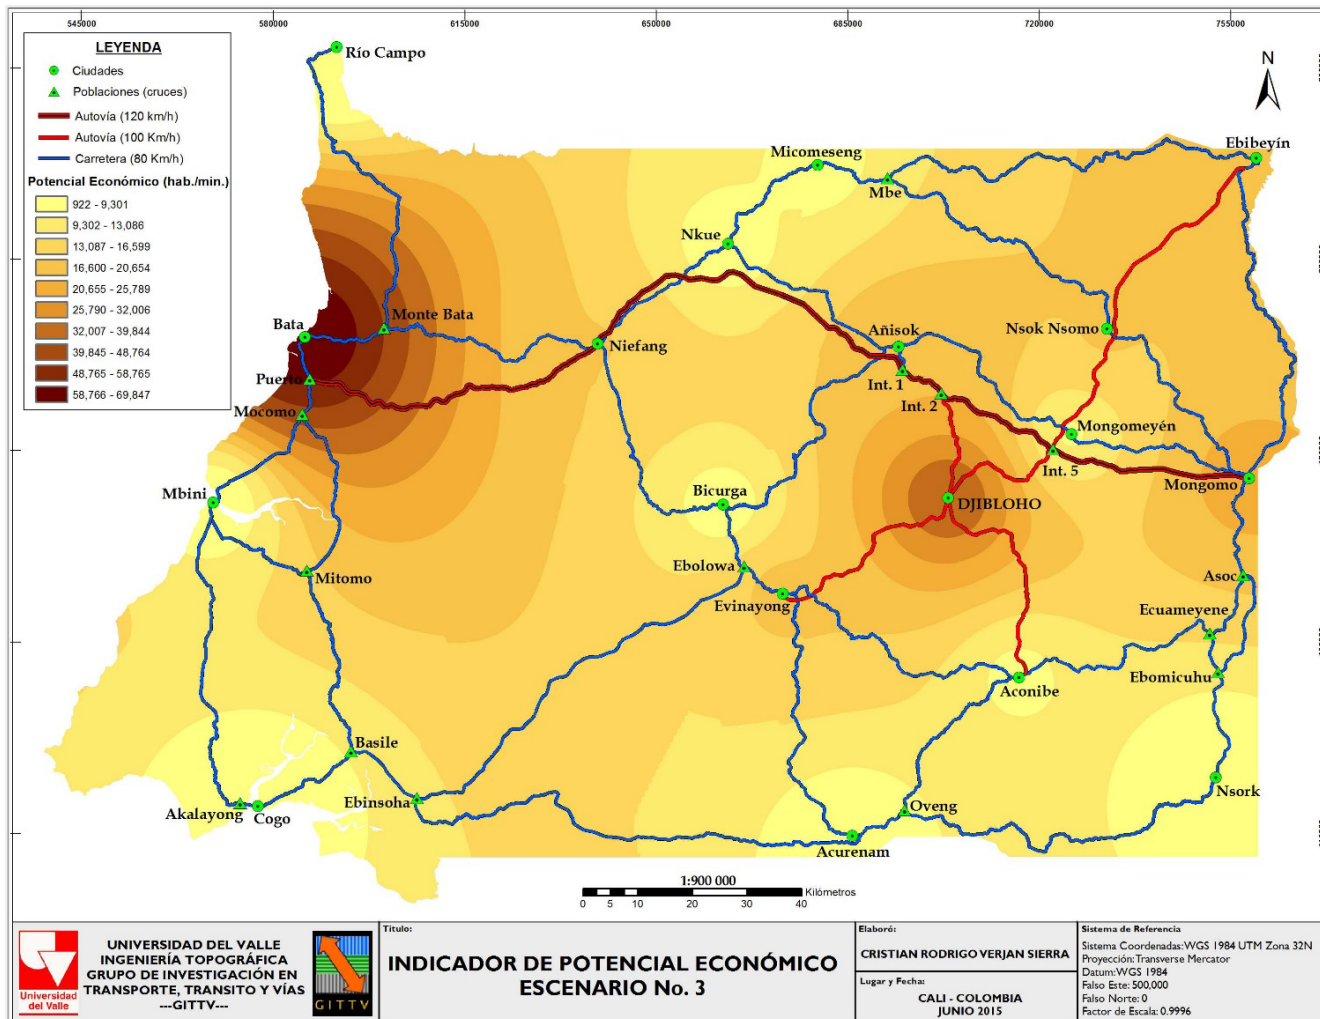 545000 580000 615000 650000 685000 720000 755000
LEYENDA
Ciudades
Poblaciones (cruces)
Autovía (120 km/h)
Autovía (100 Km/h)
Carretera (80 Km/h)
Potencial Económico (hab./min.)
922 - 9,301
9,302 - 13,086
13,087 - 16,599
16,600 - 20,654
20,655 - 25,789
25,790 - 32,006
32,007 - 39,844
39,845 - 48,764
48,765 - 58,765
58,766 - 69,847
N
Río Campo
Micomeseng
Mbe
Ebibeyín
Nkue
Bata
Monte Bata
Niefang
Añisok
Nsok Nsomo
Puerto
Int. 1
Int. 2
Mocomo
Mongomeyén
Int. 5
Mongomo
Mbini
Bicurga
DJIBLOHO
Mitomo
Ebolowa
Evinayong
Asoc
Ecuameyene
Aconibe
Ebomicuhu
Basile
Nsork
Akalayong
Cogo
Ebinsoha
Oveng
Acurenam
1:900 000
0 5 10 20 30 40 Kilómetros
Universidad
del Valle
UNIVERSIDAD DEL VALLE
INGENIERÍA TOPOGRÁFICA
GRUPO DE INVESTIGACIÓN EN
TRANSPORTE, TRANSITO Y VÍAS
---GITTV---
GITTV
Titulo:
INDICADOR DE POTENCIAL ECONÓMICO
ESCENARIO No. 3
Elaboró:
CRISTIAN RODRIGO VERJAN SIERRA
Lugar y Fecha:
CALI - COLOMBIA
JUNIO 2015
Sistema de Referencia
Sistema Coordenadas: WGS 1984 UTM Zona 32N
Proyección: Transverse Mercator
Datum: WGS 1984
Falso Este: 500,000
Falso Norte: 0
Factor de Escala: 0.9996